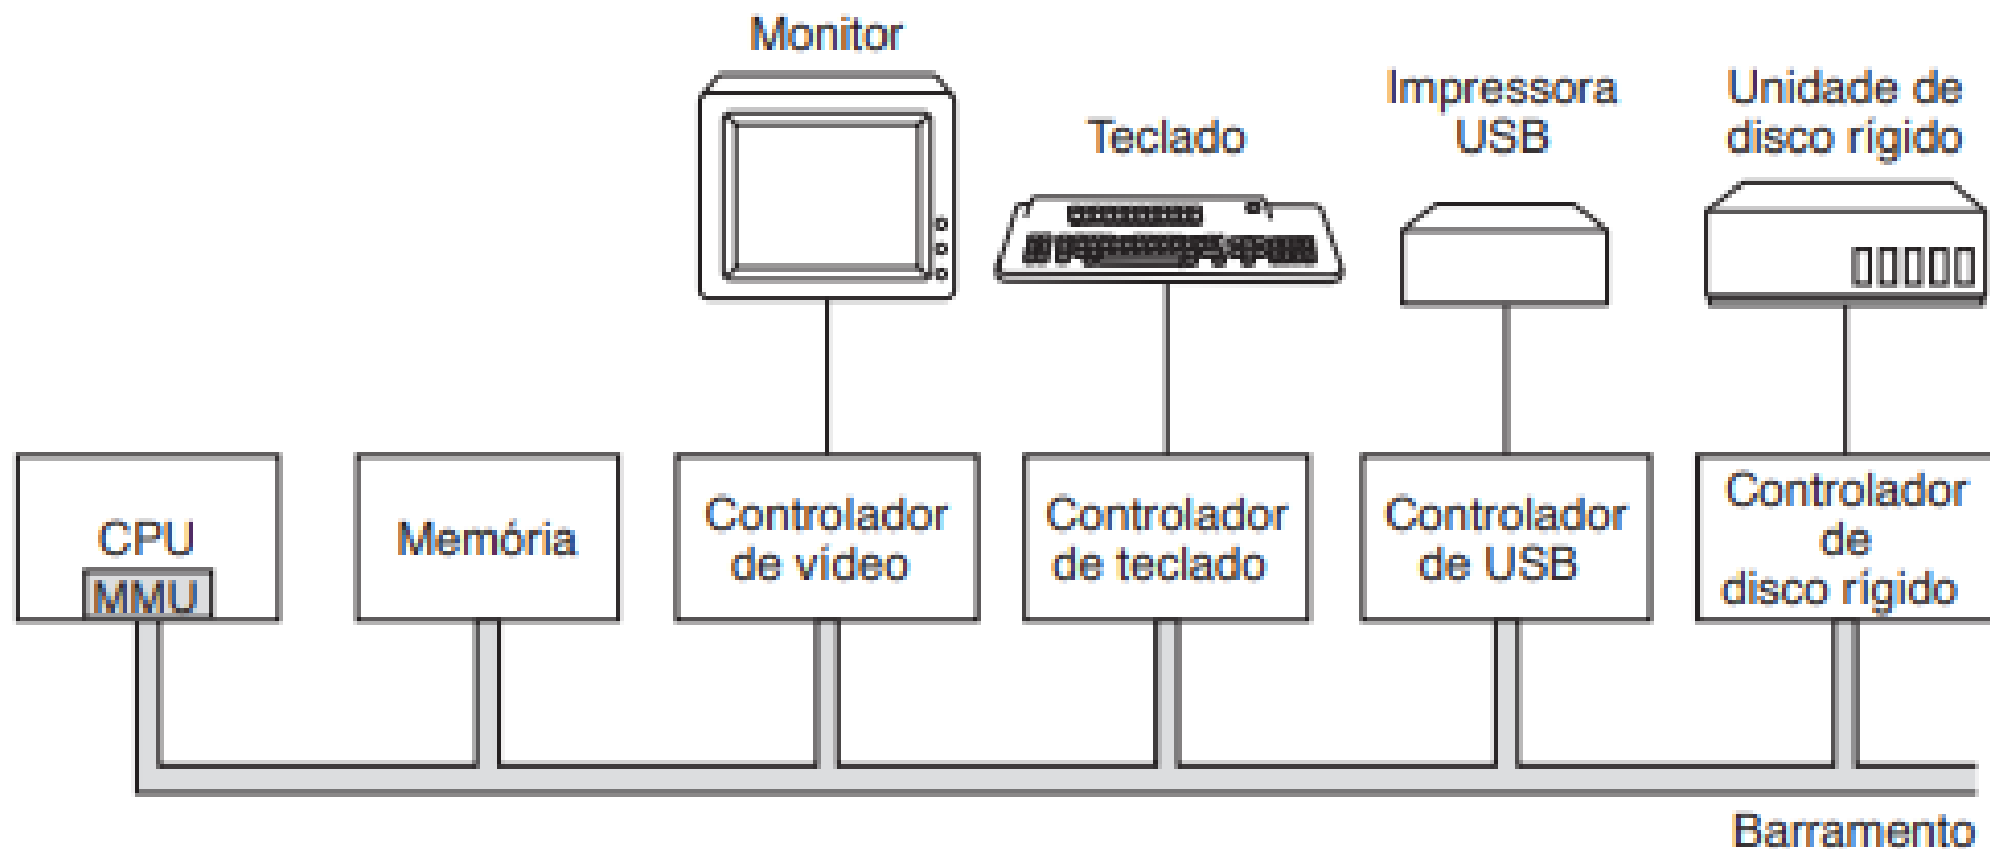 Monitor
Teclado
Impressora
USB
Unidade de
disco rígido
CPU
MMU
Memória
Controlador
de vídeo
Controlador
de teclado
Controlador
de USB
Controlador
de
disco rígido
Barramento